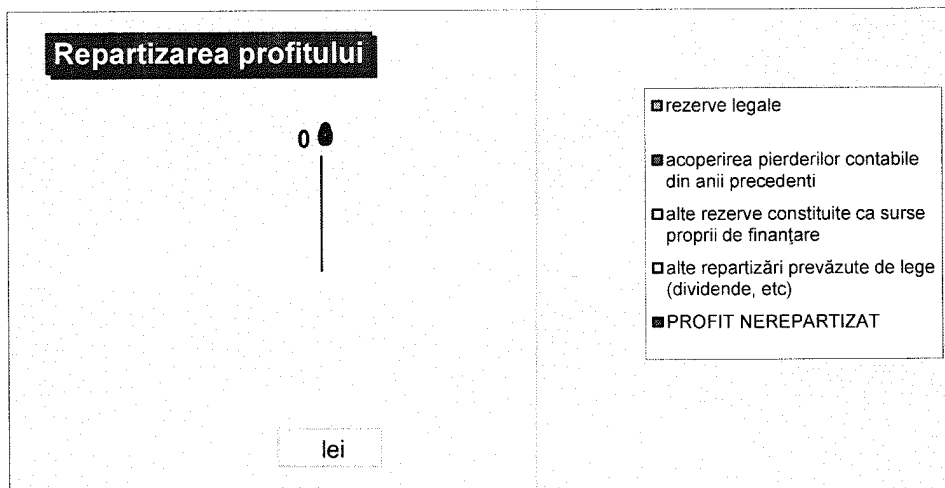 Repartizarea profitului
0
rezerve legale
acoperirea pierderilor contabile
din anii precedenti
alte rezerve constituite ca surse
proprii de finanțare
alte repartizări prevăzute de lege
(dividende, etc)
PROFIT NEREPARTIZAT
lei